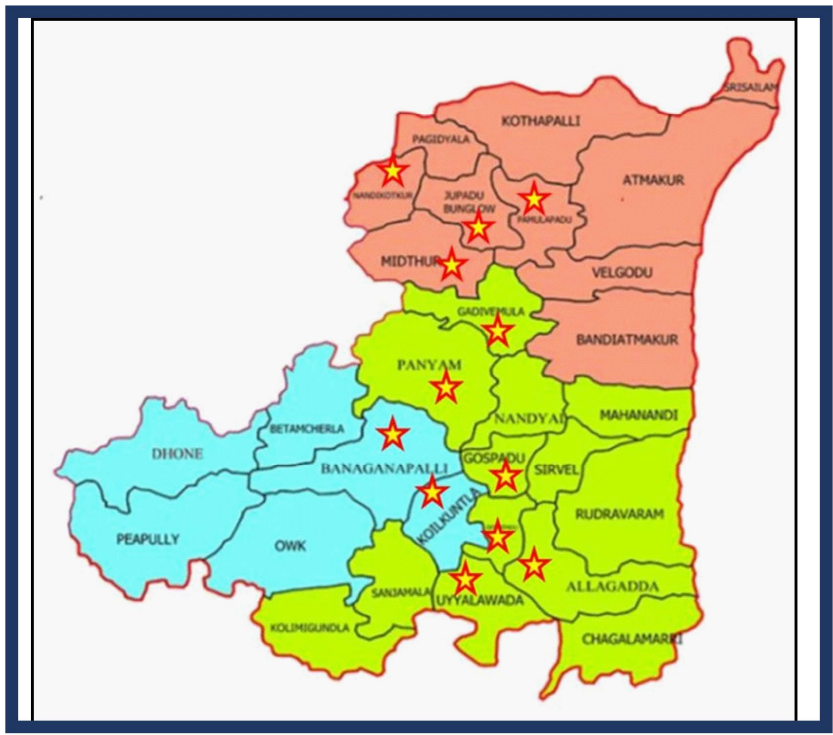 SRISAILAM
KOTHAPALLI
PAGIDYALA
ATMAKUR
NANDIKOTKUR
JUPADU
BUNGLOW
PAMULAPADU
MIDTHUR
VELGODU
GADIVEMULA
BANDIATMAKUR
PANYAM
NANDYAL
MAHANANDI
BETAMCHERLA
DHONE
BANAGANAPALLI
GOSPADU
SIRVEL
KOILKUNTLA
RUDRAVARAM
PEAPULLY
OWK
SANJAMALA
UYYALAWADA
ALLAGADDA
KOLIMIGUNDLA
CHAGALAMARRI